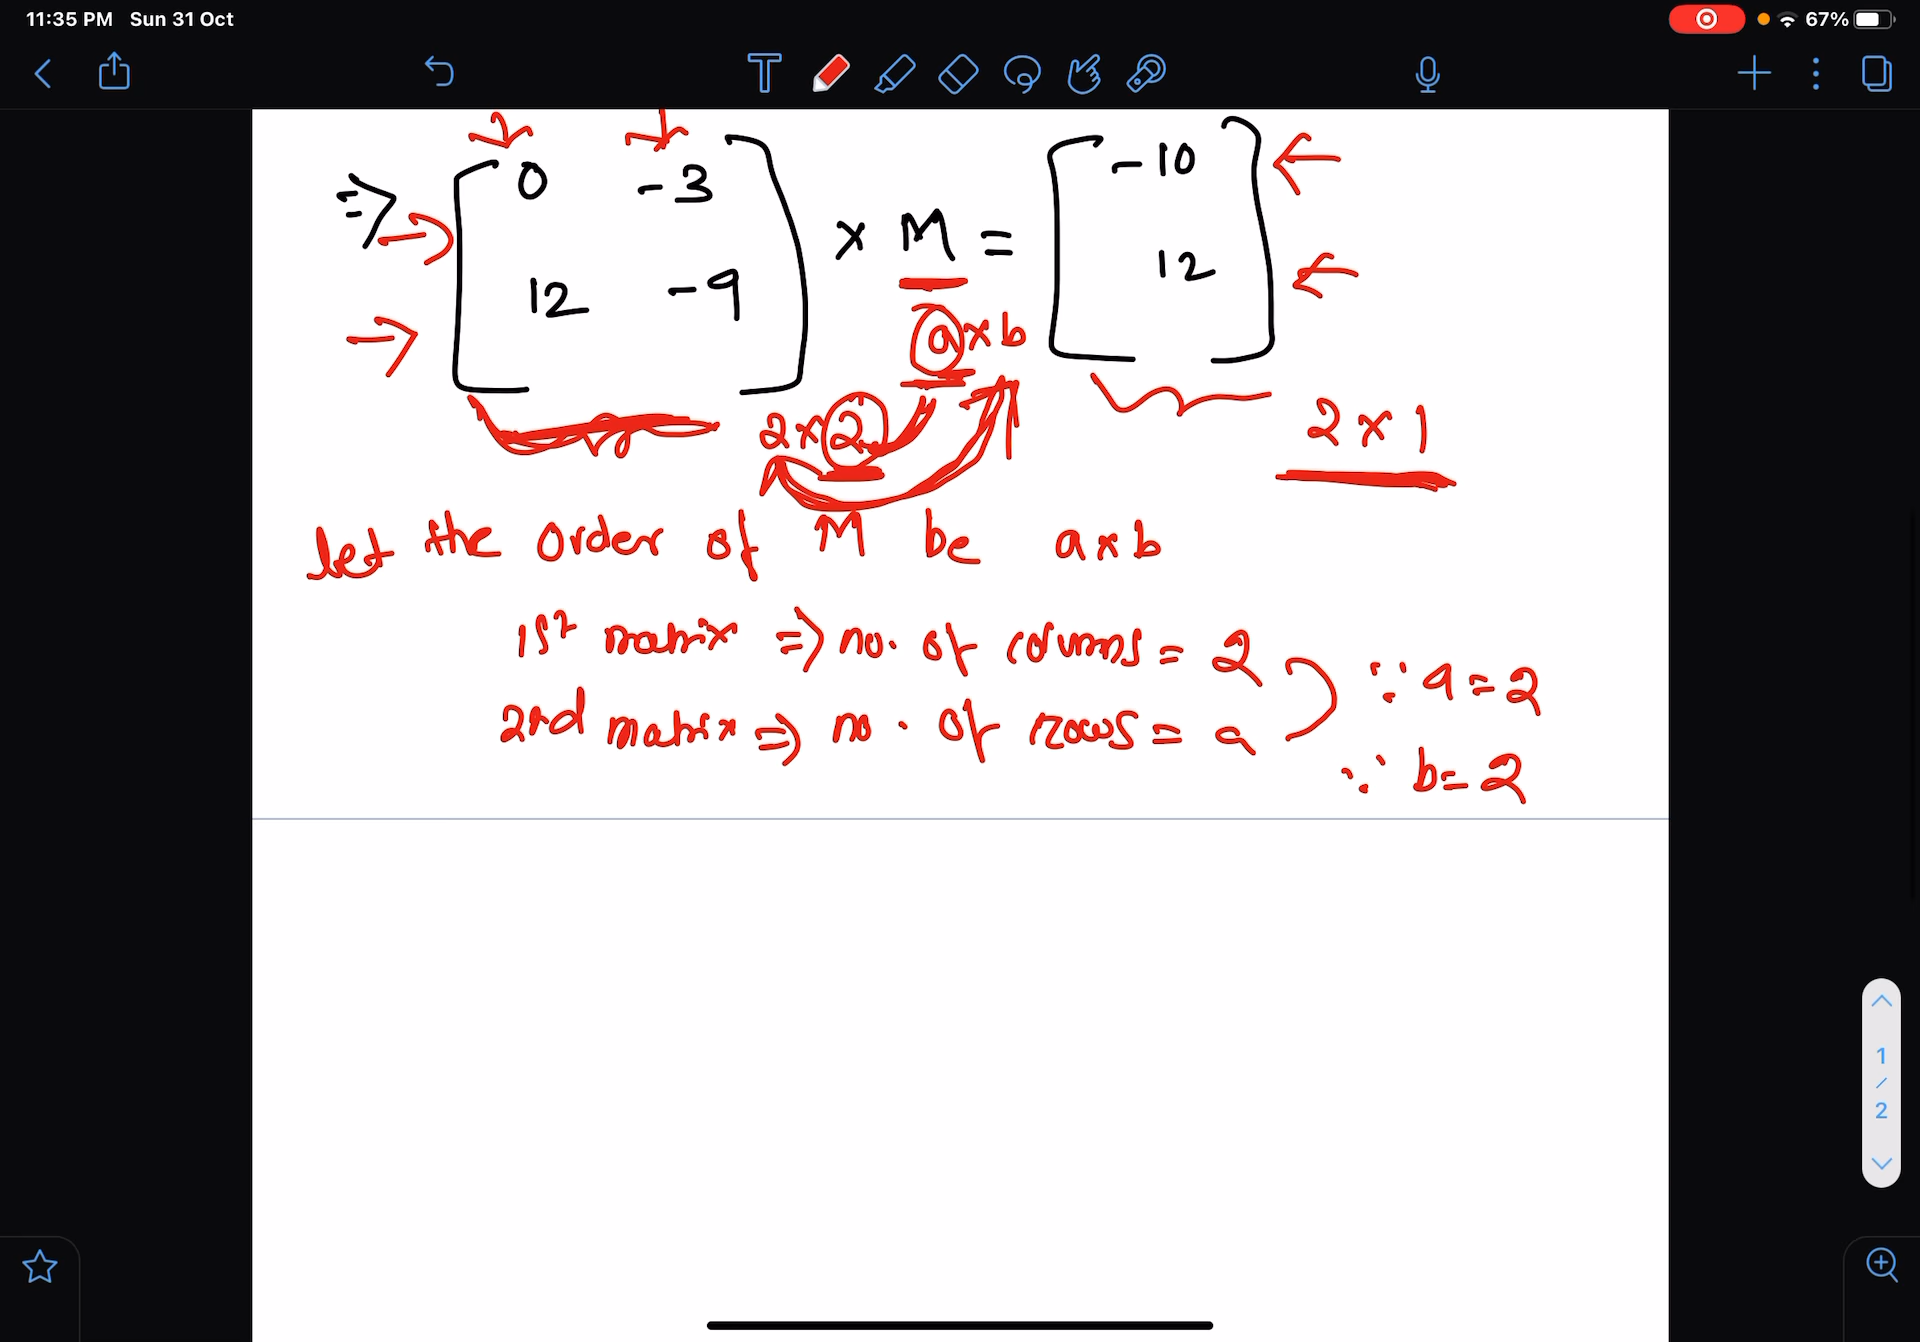 11:35 PM Sun 31 Oct 67%
T
⇒ [ 0 -3
12 -9 ] × M = [ -10
12 ]
a×b
2×2
2×1
let the order of M be a×b
1st matrix ⇒ no. of columns = 2
∵ a=2
2nd matrix ⇒ no. of rows = a
∵ b=2
1
/
2